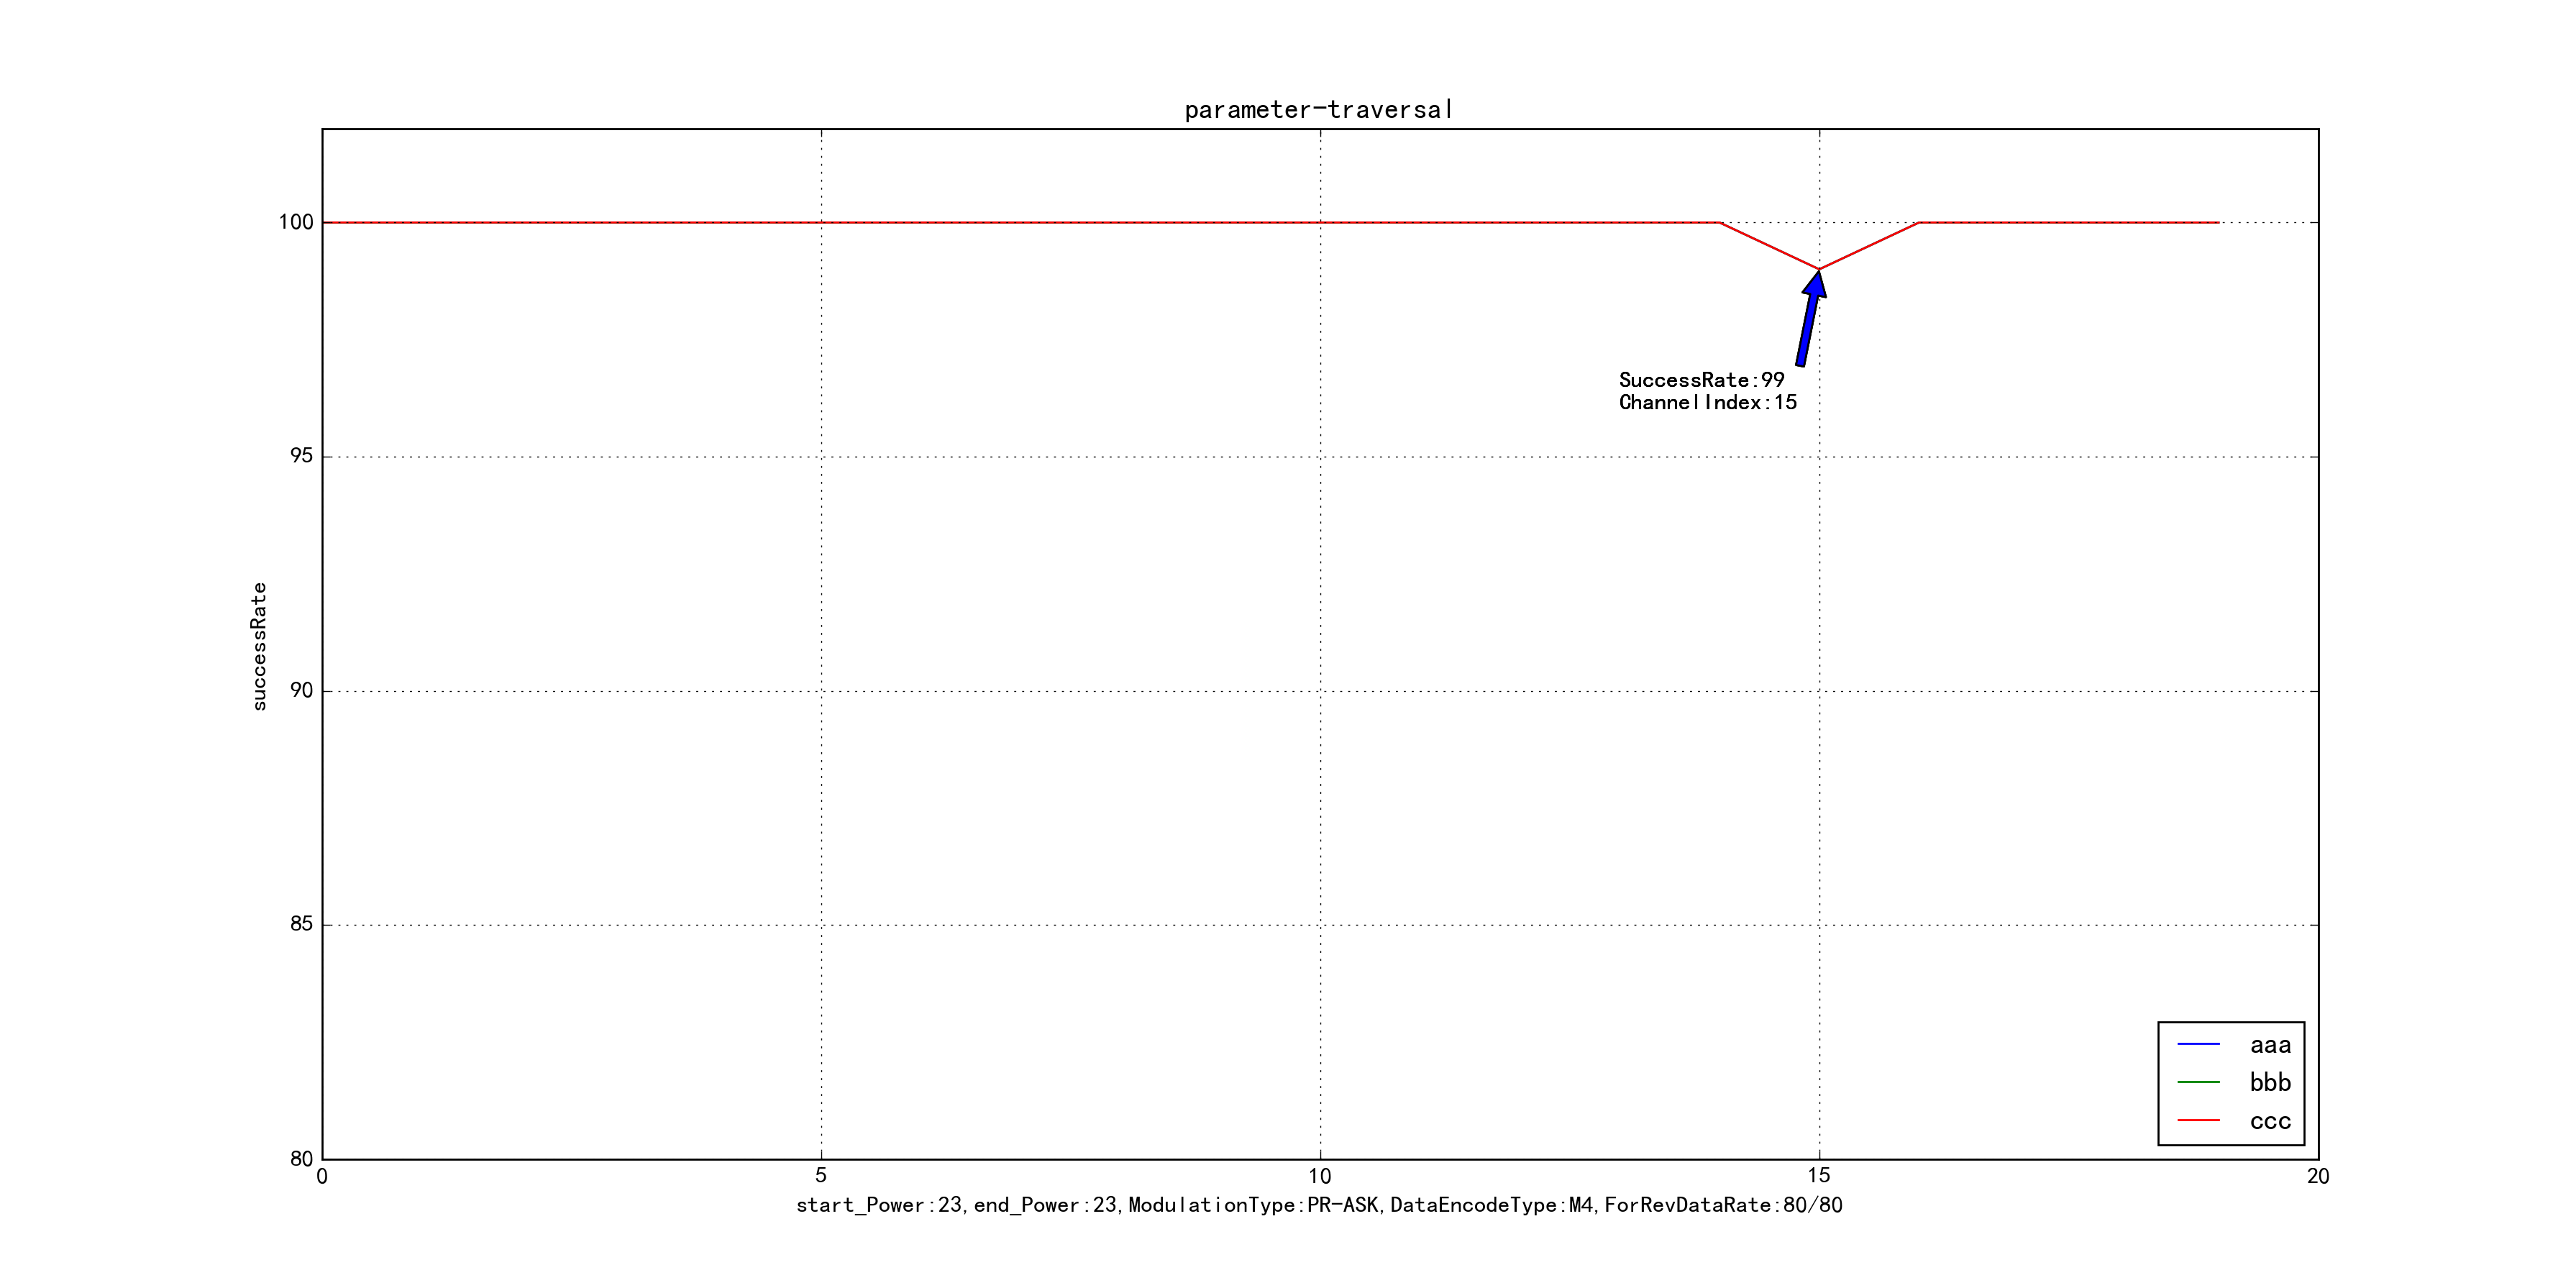 parameter-traversal
100
95
90
85
80
successRate
SuccessRate:99
ChannelIndex:15
aaa
bbb
ccc
0 5 10 15 20
start_Power:23,end_Power:23,ModulationType:PR-ASK,DataEncodeType:M4,ForRevDataRate:80/80